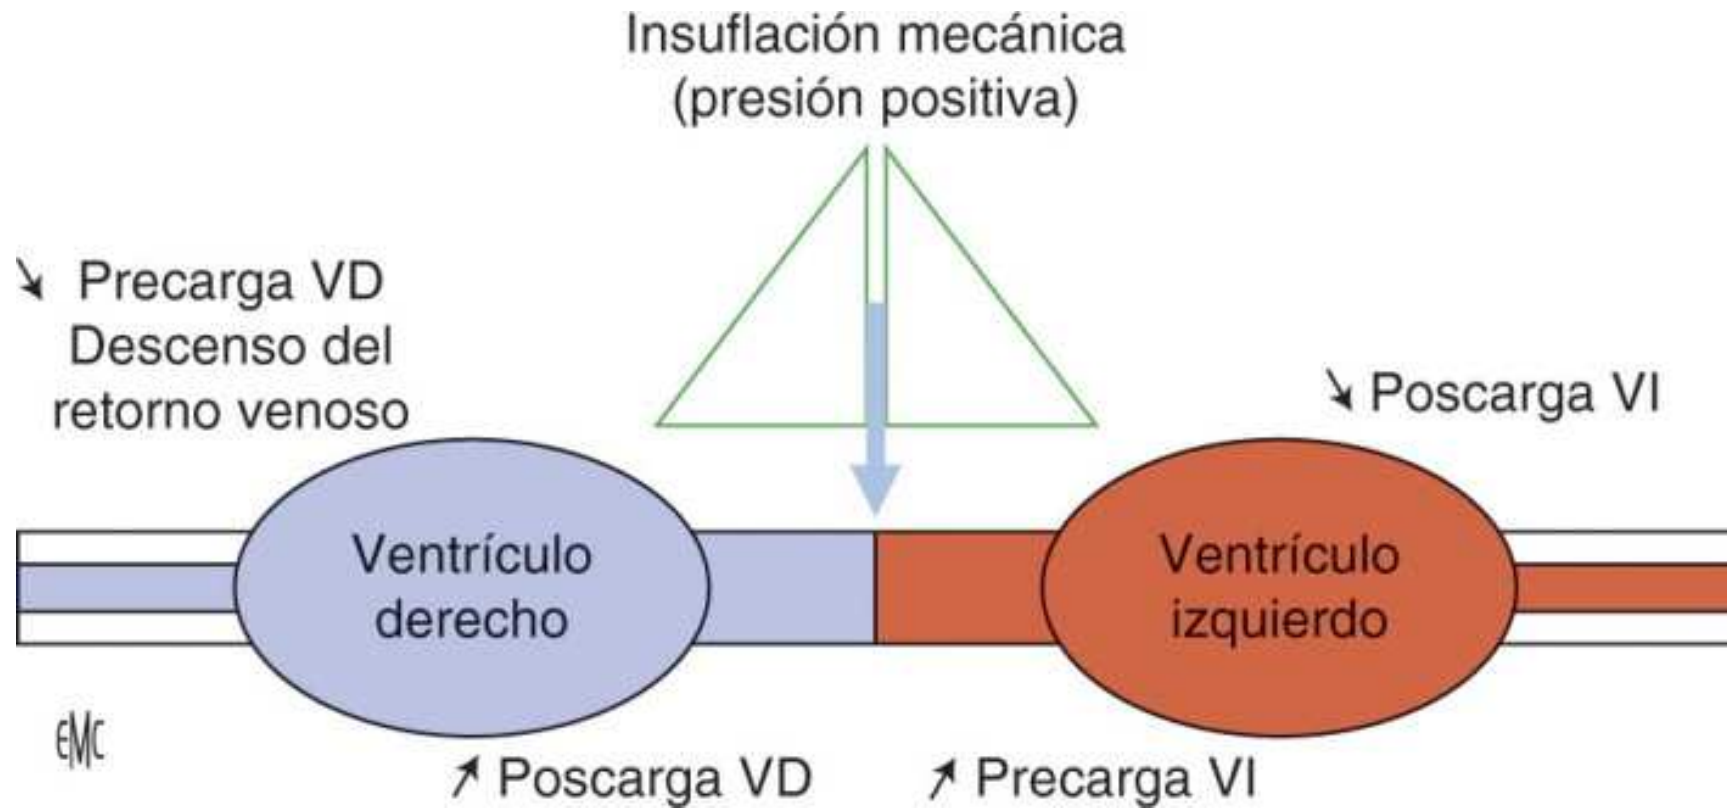 Insuflación mecánica
(presión positiva)
↘ Precarga VD
Descenso del
retorno venoso
↘ Poscarga VI
Ventrículo
derecho
Ventrículo
izquierdo
EMC
↗ Poscarga VD
↗ Precarga VI